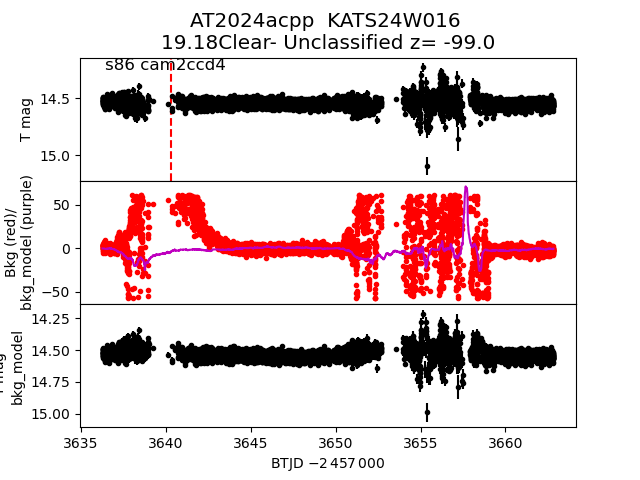 AT2024acpp  KATS24W016
19.18Clear- Unclassified z= -99.0
s86 cam2ccd4
T mag
14.5
15.0
Bkg (red)/
bkg_model (purple)
50
0
−50
mag
bkg_model
14.25
14.50
14.75
15.00
3635 3640 3645 3650 3655 3660
BTJD −2 457 000